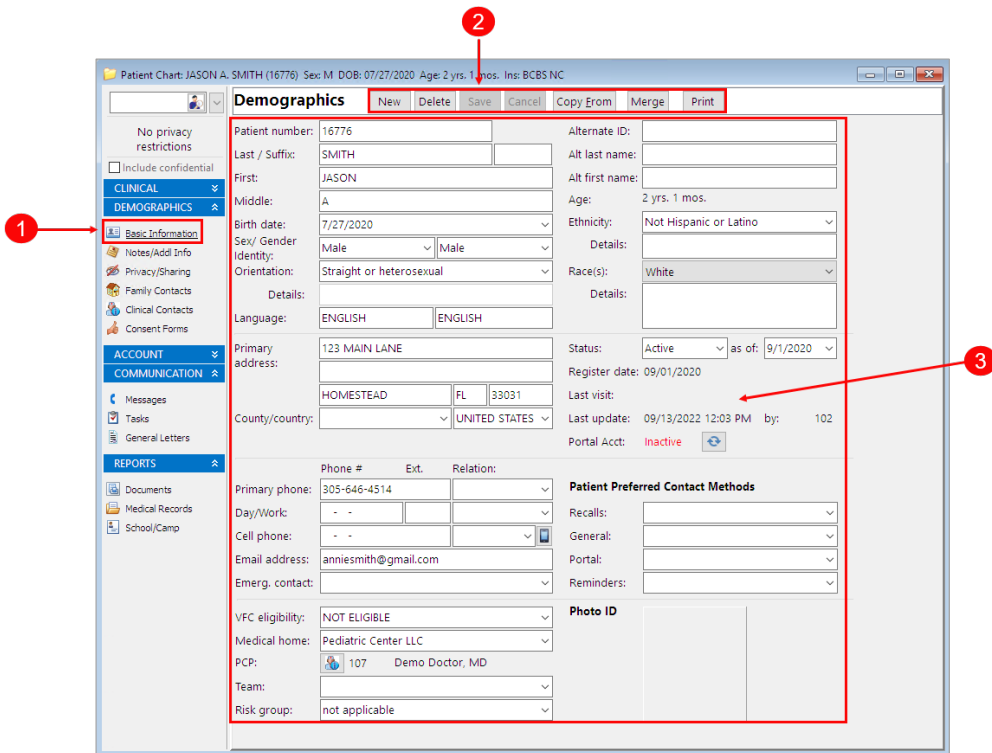 2
Patient Chart: JASON A. SMITH (16776) Sex: M DOB: 07/27/2020 Age: 2 yrs. 1 mos. Ins: BCBS NC
Demographics New Delete Save Cancel Copy From Merge Print
No privacy
restrictions
Include confidential
CLINICAL
DEMOGRAPHICS
1
Basic Information
Notes/Addl Info
Privacy/Sharing
Family Contacts
Clinical Contacts
Consent Forms
ACCOUNT
COMMUNICATION
Messages
Tasks
General Letters
REPORTS
Documents
Medical Records
School/Camp
Patient number: 16776
Last / Suffix: SMITH
First: JASON
Middle: A
Birth date: 7/27/2020
Sex/ Gender
Identity: Male Male
Orientation: Straight or heterosexual
Details:
Language: ENGLISH ENGLISH
Alternate ID:
Alt last name:
Alt first name:
Age: 2 yrs. 1 mos.
Ethnicity: Not Hispanic or Latino
Details:
Race(s): White
Details:
Primary
address: 123 MAIN LANE
HOMESTEAD FL 33031
County/country: UNITED STATES
Status: Active as of: 9/1/2020
Register date: 09/01/2020
Last visit:
Last update: 09/13/2022 12:03 PM by: 102
Portal Acct: Inactive
3
Phone # Ext. Relation:
Primary phone: 305-646-4514
Day/Work: - -
Cell phone: - -
Email address: anniesmith@gmail.com
Emerg. contact:
Patient Preferred Contact Methods
Recalls:
General:
Portal:
Reminders:
VFC eligibility: NOT ELIGIBLE
Medical home: Pediatric Center LLC
PCP: 107 Demo Doctor, MD
Team:
Risk group: not applicable
Photo ID